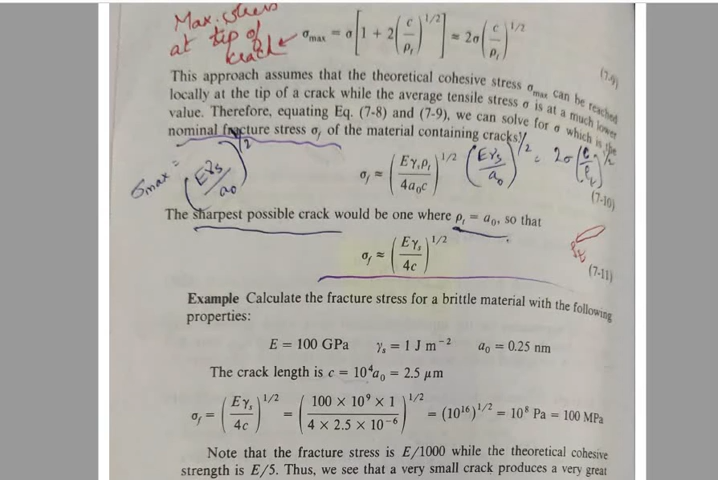 Max. stress
at tip of
crack
σmax = σ[1 + 2(c/ρt)^1/2] ≈ 2σ(c/ρt)^1/2
(7-9)
This approach assumes that the theoretical cohesive stress σmax can be reached
locally at the tip of a crack while the average tensile stress σ is at a much lower
value. Therefore, equating Eq. (7-8) and (7-9), we can solve for σ which is the
nominal fracture stress σf of the material containing cracks.
σmax = (Eγs/a0)^1/2
σf ≈ (Eγsρt/4a0c)^1/2
(Eγs/a0)^1/2 = 2σ(c/ρt)^1/2
(7-10)
The sharpest possible crack would be one where ρt = a0, so that
σf ≈ (Eγs/4c)^1/2
(7-11)
Example Calculate the fracture stress for a brittle material with the following
properties:
E = 100 GPa γs = 1 J m^−2 a0 = 0.25 nm
The crack length is c = 10^4a0 = 2.5 μm
σf = (Eγs/4c)^1/2 = (100 × 10^9 × 1/4 × 2.5 × 10^−6)^1/2 = (10^16)^1/2 = 10^8 Pa = 100 MPa
Note that the fracture stress is E/1000 while the theoretical cohesive
strength is E/5. Thus, we see that a very small crack produces a very great